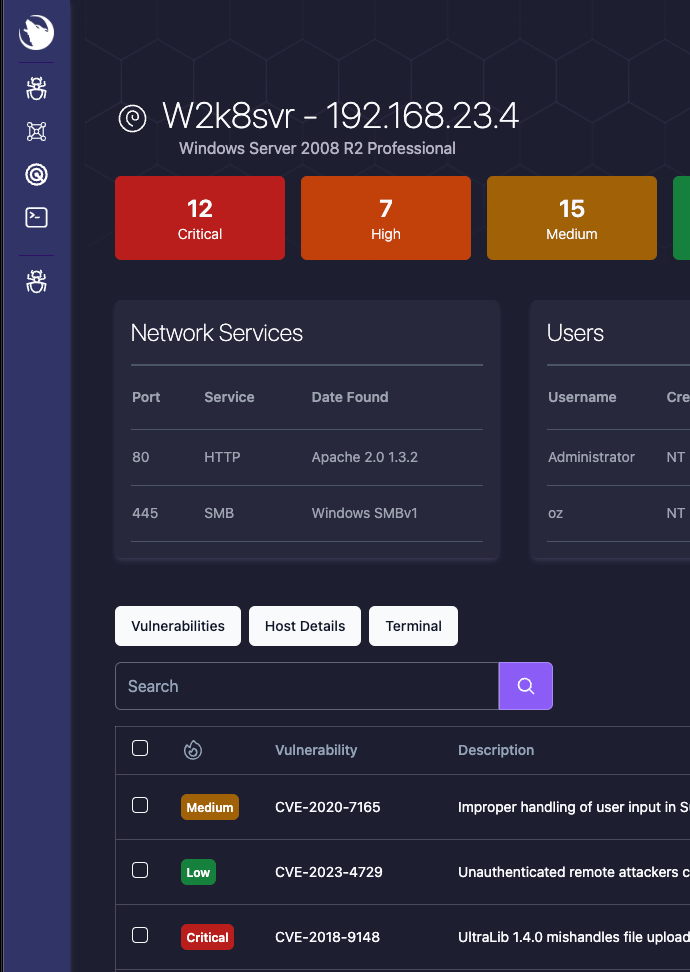 W2k8svr - 192.168.23.4
Windows Server 2008 R2 Professional
12 7 15
Critical High Medium
Network Services
Port Service Date Found
80 HTTP Apache 2.0 1.3.2
445 SMB Windows SMBv1
Users
Username Cre
Administrator NT
oz NT
Vulnerabilities Host Details Terminal
Search
Vulnerability Description
Medium CVE-2020-7165 Improper handling of user input in S
Low CVE-2023-4729 Unauthenticated remote attackers c
Critical CVE-2018-9148 UltraLib 1.4.0 mishandles file upload